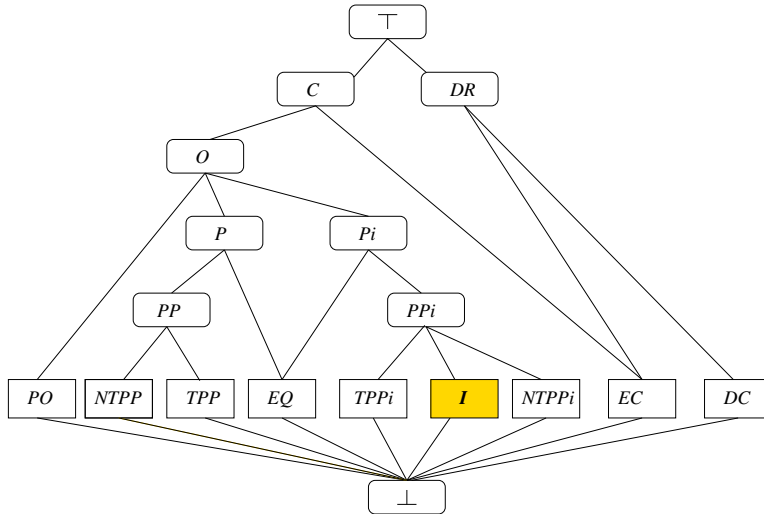 ⊤
C DR
O
P Pi
PP PPi
PO NTPP TPP EQ TPPi I NTPPi EC DC
⊥